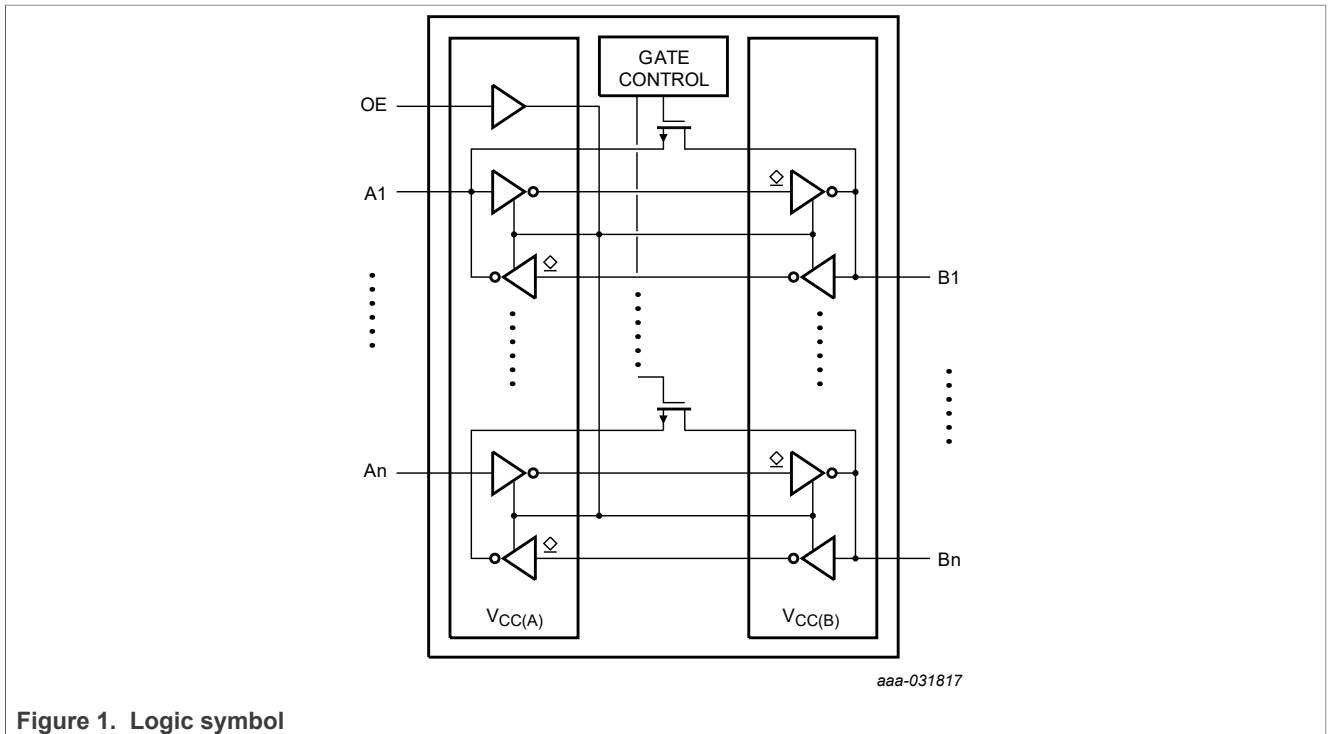 GATE
CONTROL
OE
A1
B1
An
Bn
VCC(A)
VCC(B)
aaa-031817
Figure 1. Logic symbol